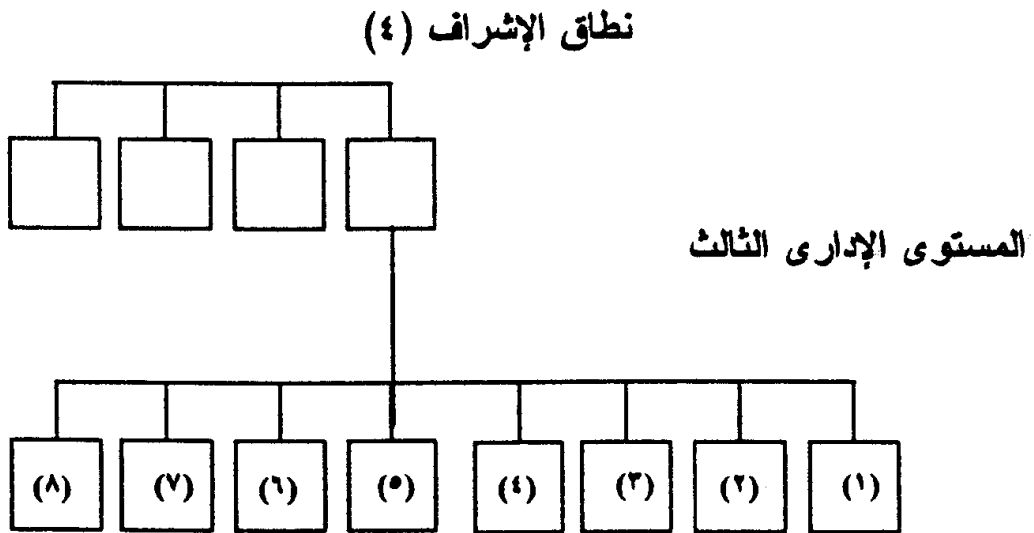 نطاق الإشراف (٤)
المستوى الإدارى الثالث
(١) (٢) (٣) (٤) (٥) (٦) (٧) (٨)